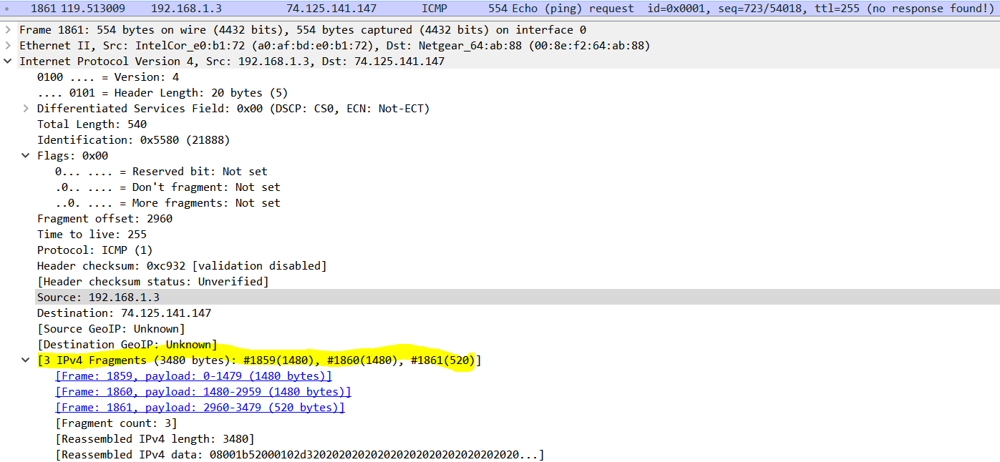 1861 119.513009 192.168.1.3 74.125.141.147 ICMP 554 Echo (ping) request id=0x0001, seq=723/54018, ttl=255 (no response found!)
Frame 1861: 554 bytes on wire (4432 bits), 554 bytes captured (4432 bits) on interface 0
Ethernet II, Src: IntelCor_e0:b1:72 (a0:af:bd:e0:b1:72), Dst: Netgear_64:ab:88 (00:8e:f2:64:ab:88)
Internet Protocol Version 4, Src: 192.168.1.3, Dst: 74.125.141.147
0100 .... = Version: 4
.... 0101 = Header Length: 20 bytes (5)
Differentiated Services Field: 0x00 (DSCP: CS0, ECN: Not-ECT)
Total Length: 540
Identification: 0x5580 (21888)
Flags: 0x00
0... .... = Reserved bit: Not set
.0.. .... = Don't fragment: Not set
..0. .... = More fragments: Not set
Fragment offset: 2960
Time to live: 255
Protocol: ICMP (1)
Header checksum: 0xc932 [validation disabled]
[Header checksum status: Unverified]
Source: 192.168.1.3
Destination: 74.125.141.147
[Source GeoIP: Unknown]
[Destination GeoIP: Unknown]
[3 IPv4 Fragments (3480 bytes): #1859(1480), #1860(1480), #1861(520)]
[Frame: 1859, payload: 0-1479 (1480 bytes)]
[Frame: 1860, payload: 1480-2959 (1480 bytes)]
[Frame: 1861, payload: 2960-3479 (520 bytes)]
[Fragment count: 3]
[Reassembled IPv4 length: 3480]
[Reassembled IPv4 data: 08001b52000102d320202020202020202020202020202020...]